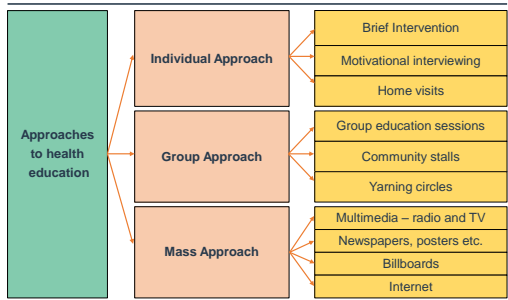 Approaches
to health
education
Individual Approach
Brief Intervention
Motivational interviewing
Home visits
Group Approach
Group education sessions
Community stalls
Yarning circles
Mass Approach
Multimedia – radio and TV
Newspapers, posters etc.
Billboards
Internet